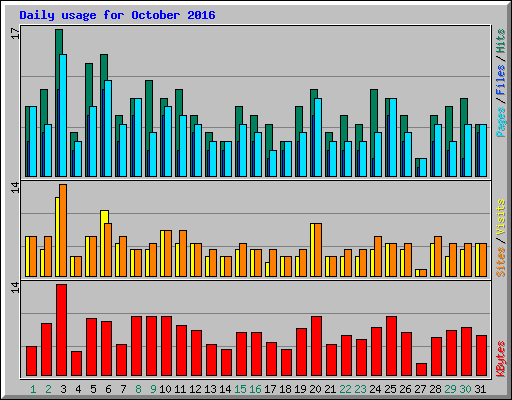 Daily usage for October 2016
17
Pages / Files / Hits
14
Sites / Visits
14
KBytes
1 2 3 4 5 6 7 8 9 10 11 12 13 14 15 16 17 18 19 20 21 22 23 24 25 26 27 28 29 30 31